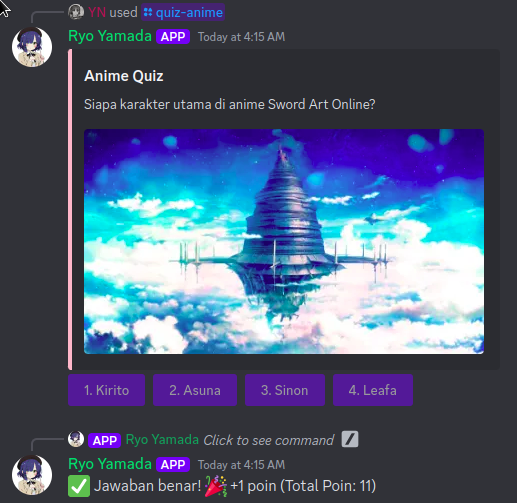 YN used quiz-anime
Ryo Yamada APP Today at 4:15 AM
Anime Quiz
Siapa karakter utama di anime Sword Art Online?
1. Kirito 2. Asuna 3. Sinon 4. Leafa
APP Ryo Yamada Click to see command /
Ryo Yamada APP Today at 4:15 AM
✅ Jawaban benar! 🎉 +1 poin (Total Poin: 11)